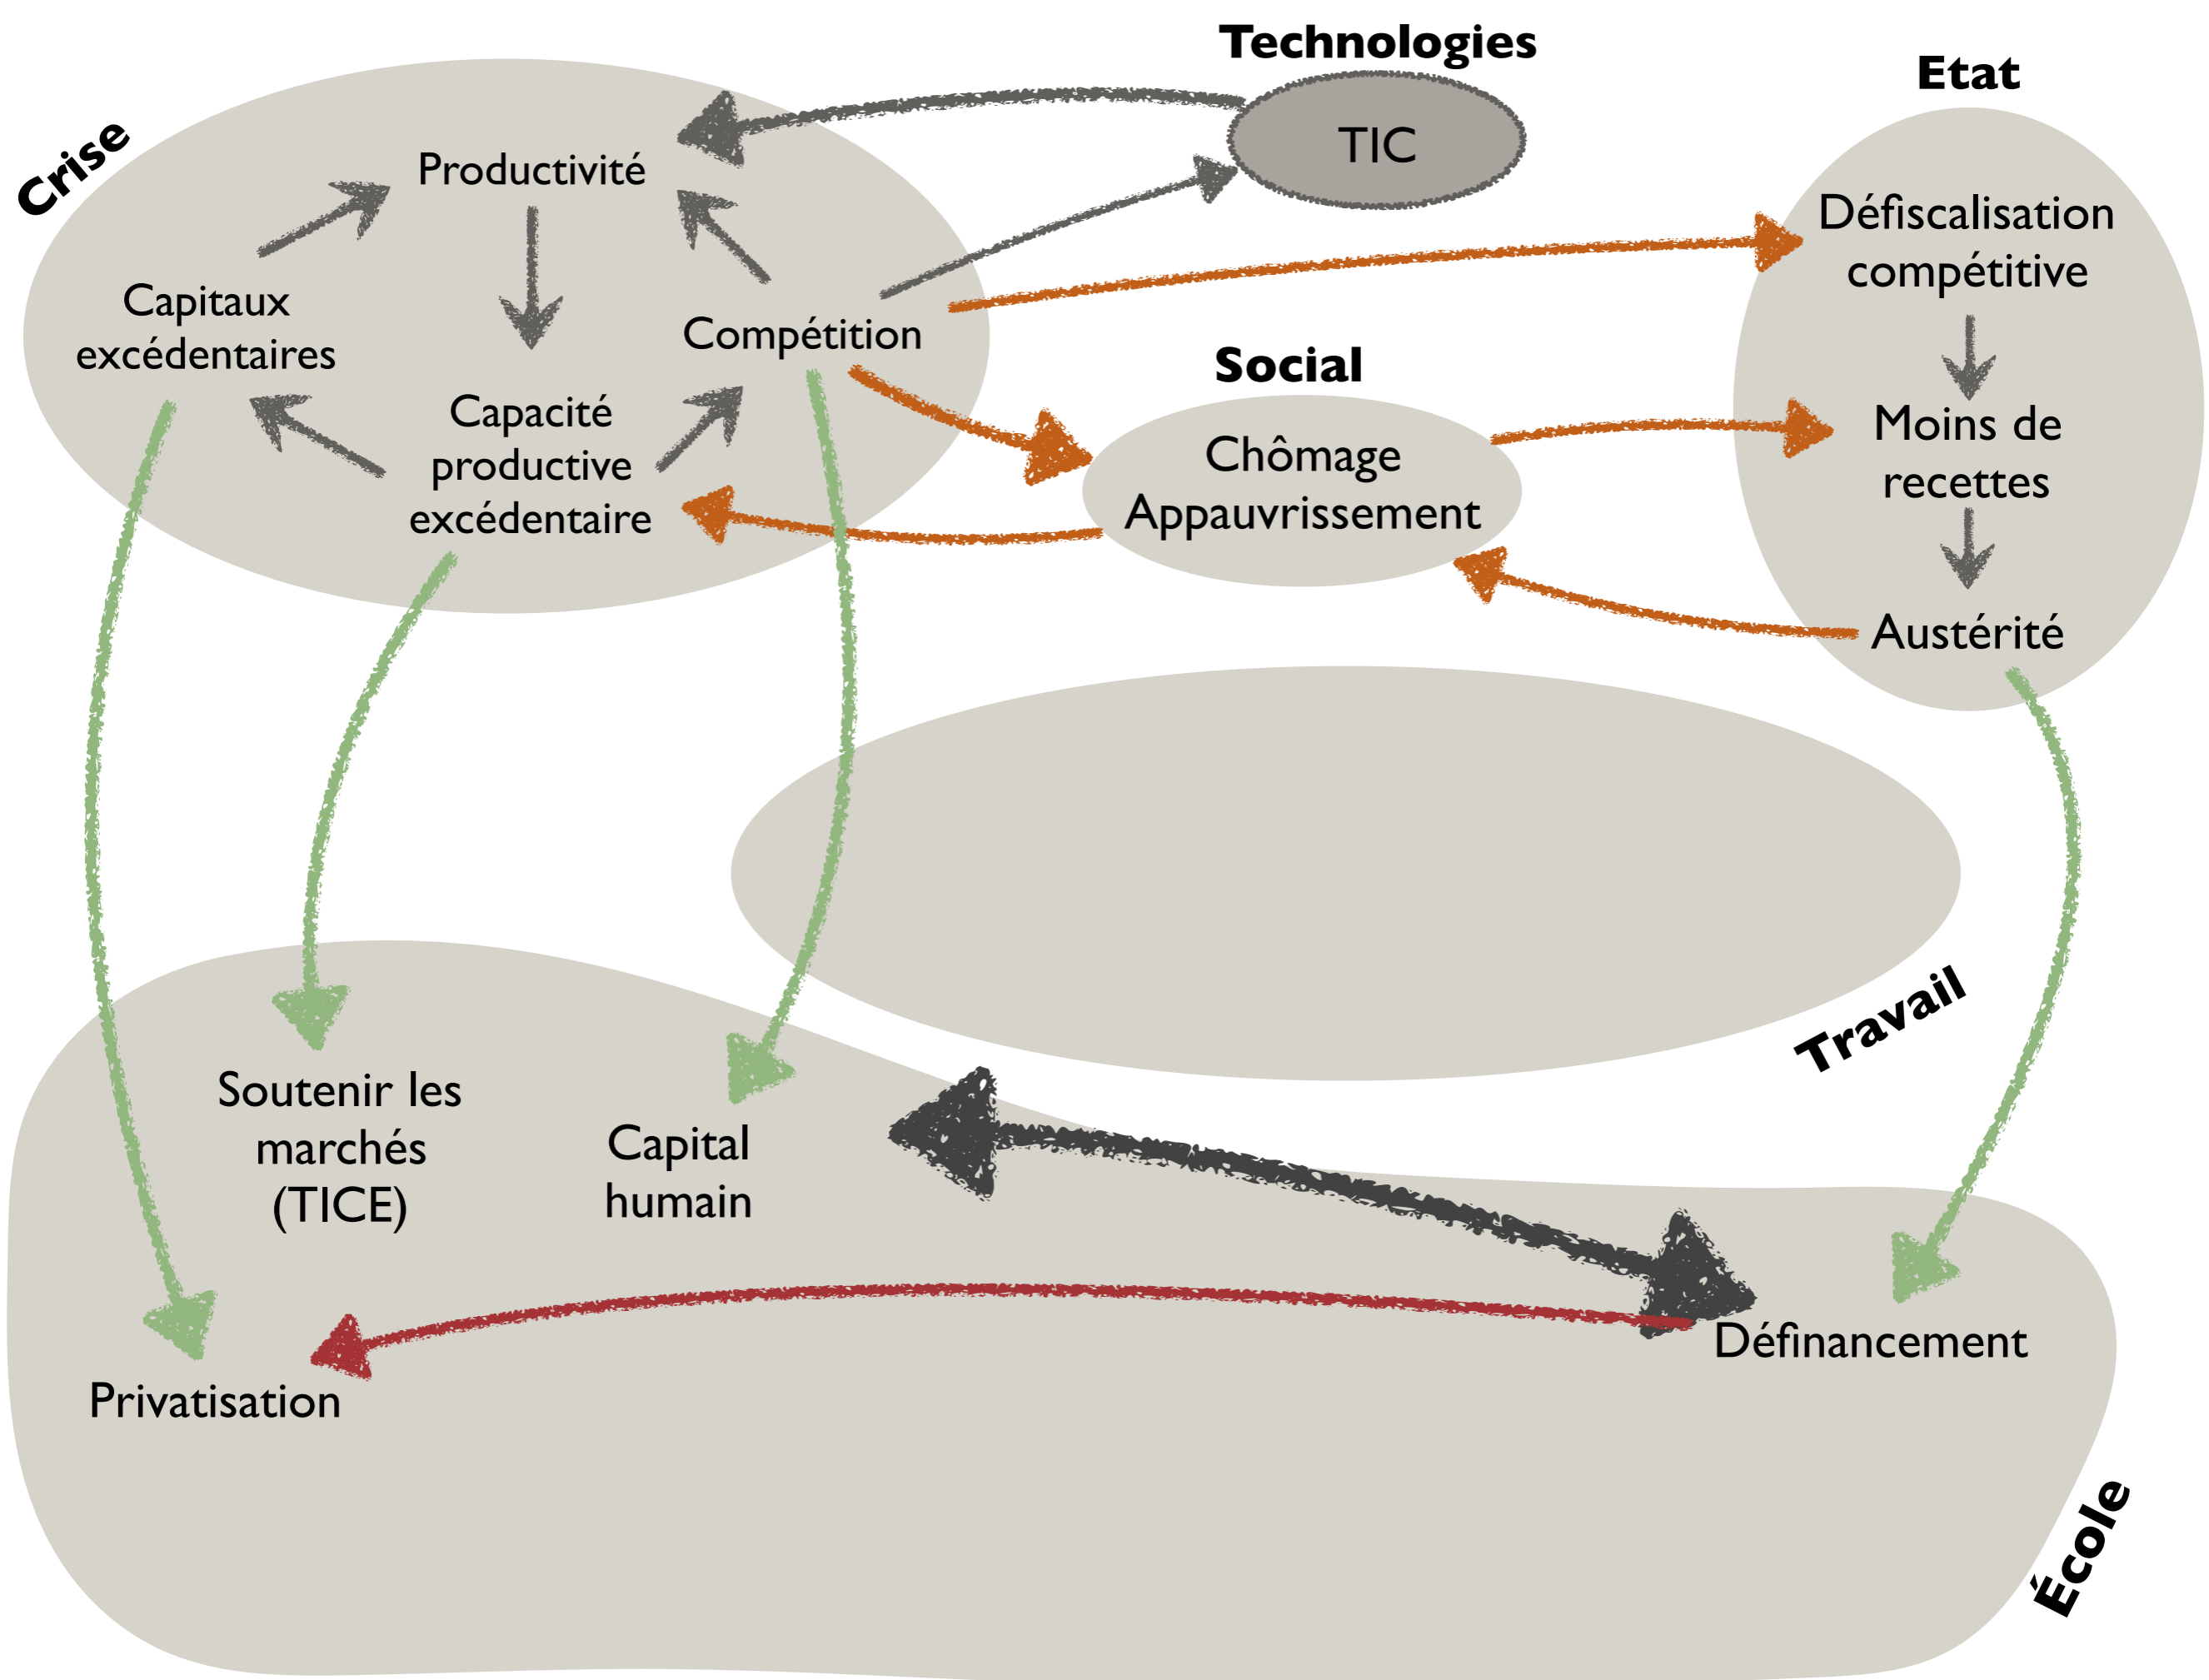 Technologies
Etat
Crise
TIC
Productivité
Défiscalisation
compétitive
Capitaux
excédentaires
Compétition
Social
Capacité
productive
excédentaire
Chômage
Appauvrissement
Moins de
recettes
Austérité
Travail
Soutenir les
marchés
(TICE)
Capital
humain
Définancement
Privatisation
École